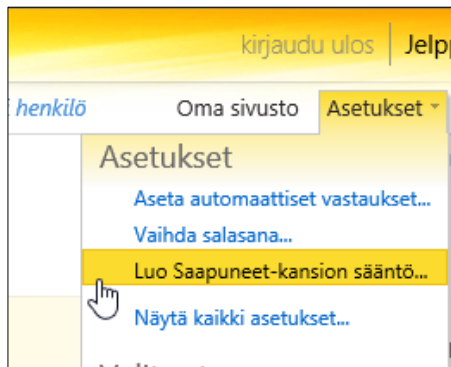 kirjaudu ulos | Jelp
henkilö Oma sivusto Asetukset
Asetukset
Aseta automaattiset vastaukset...
Vaihda salasana...
Luo Saapuneet-kansion sääntö...
Näytä kaikki asetukset...